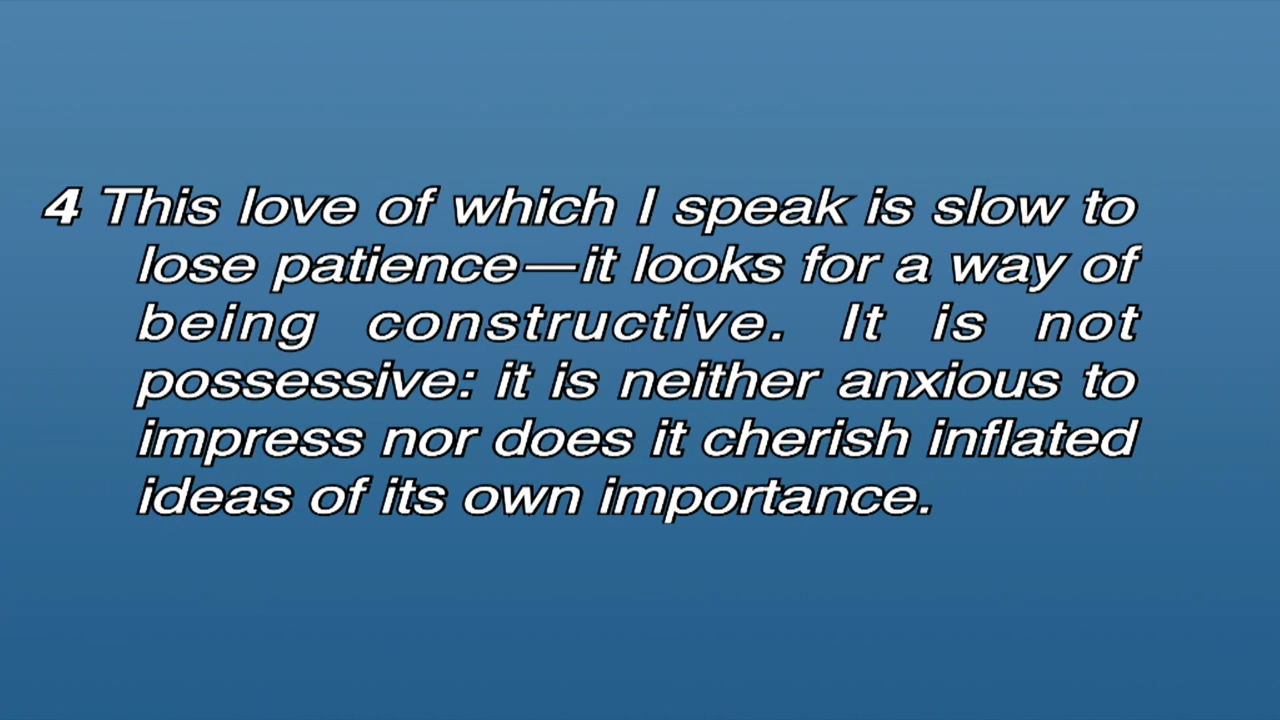 4 This love of which I speak is slow to
lose patience—it looks for a way of
being constructive. It is not
possessive: it is neither anxious to
impress nor does it cherish inflated
ideas of its own importance.